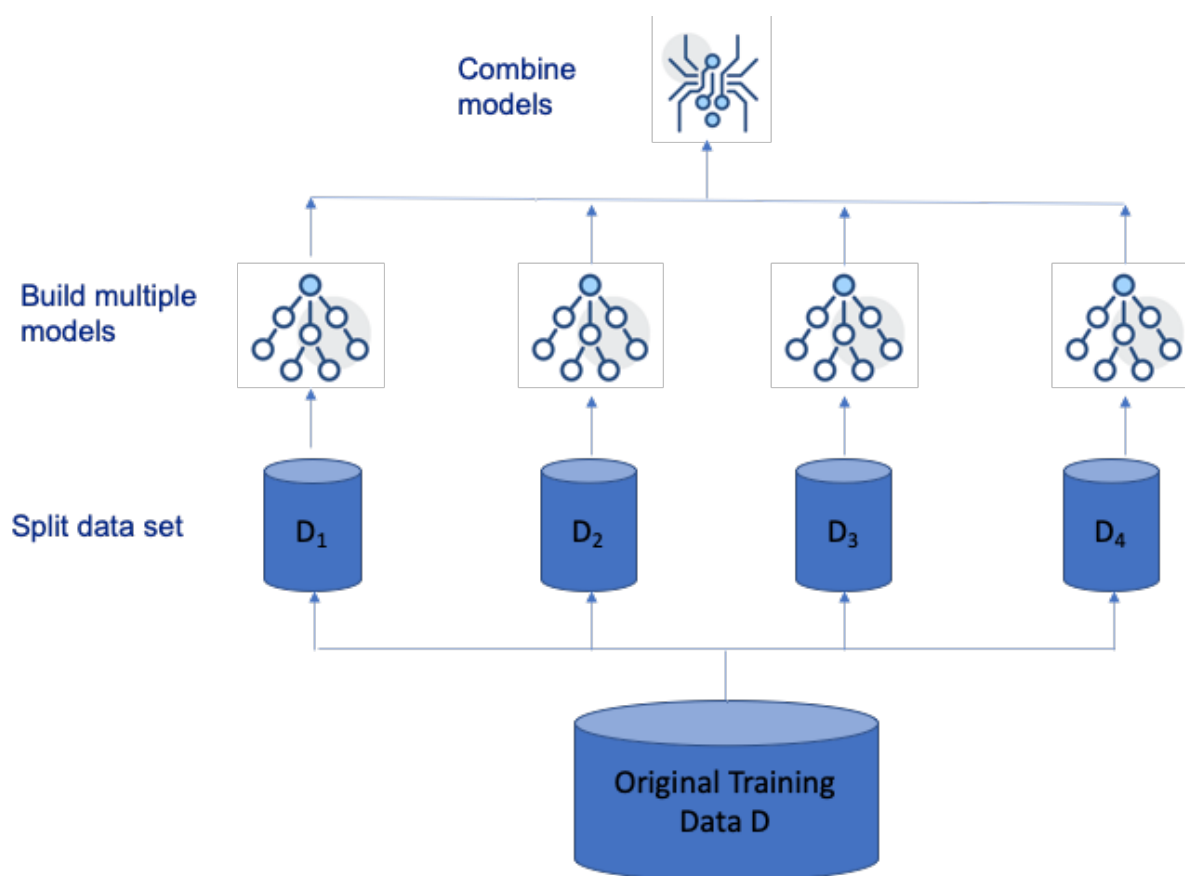 Combine
models
Build multiple
models
Split data set
D₁
D₂
D₃
D₄
Original Training
Data D